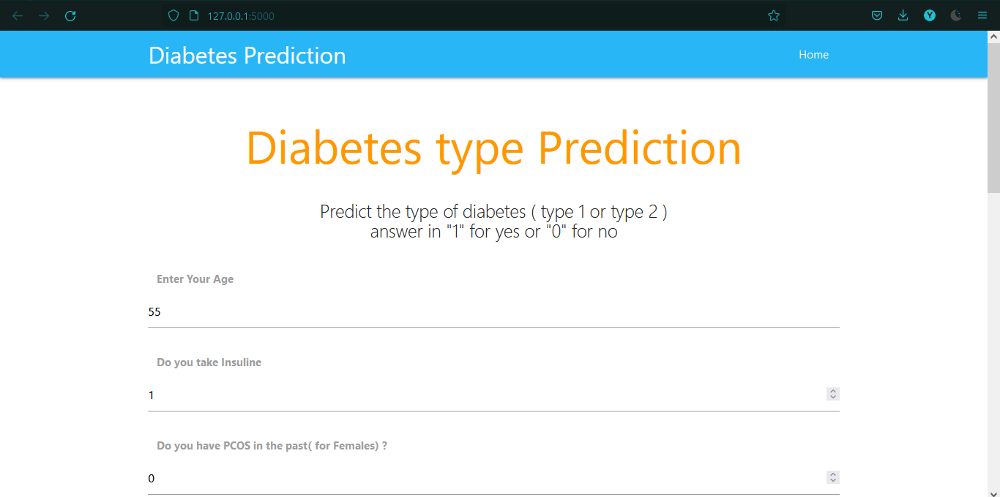 127.0.0.1:5000
Y
Diabetes Prediction
Home
Diabetes type Prediction
Predict the type of diabetes ( type 1 or type 2 )
answer in "1" for yes or "0" for no
Enter Your Age
55
Do you take Insuline
1
Do you have PCOS in the past( for Females) ?
0